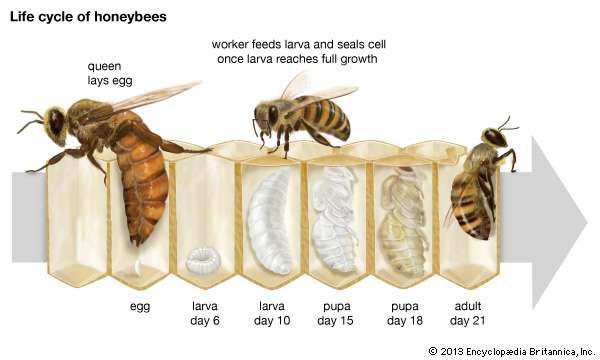 Life cycle of honeybees
queen
lays egg
worker feeds larva and seals cell
once larva reaches full growth
egg
larva
day 6
larva
day 10
pupa
day 15
pupa
day 18
adult
day 21
© 2013 Encyclopædia Britannica, Inc.